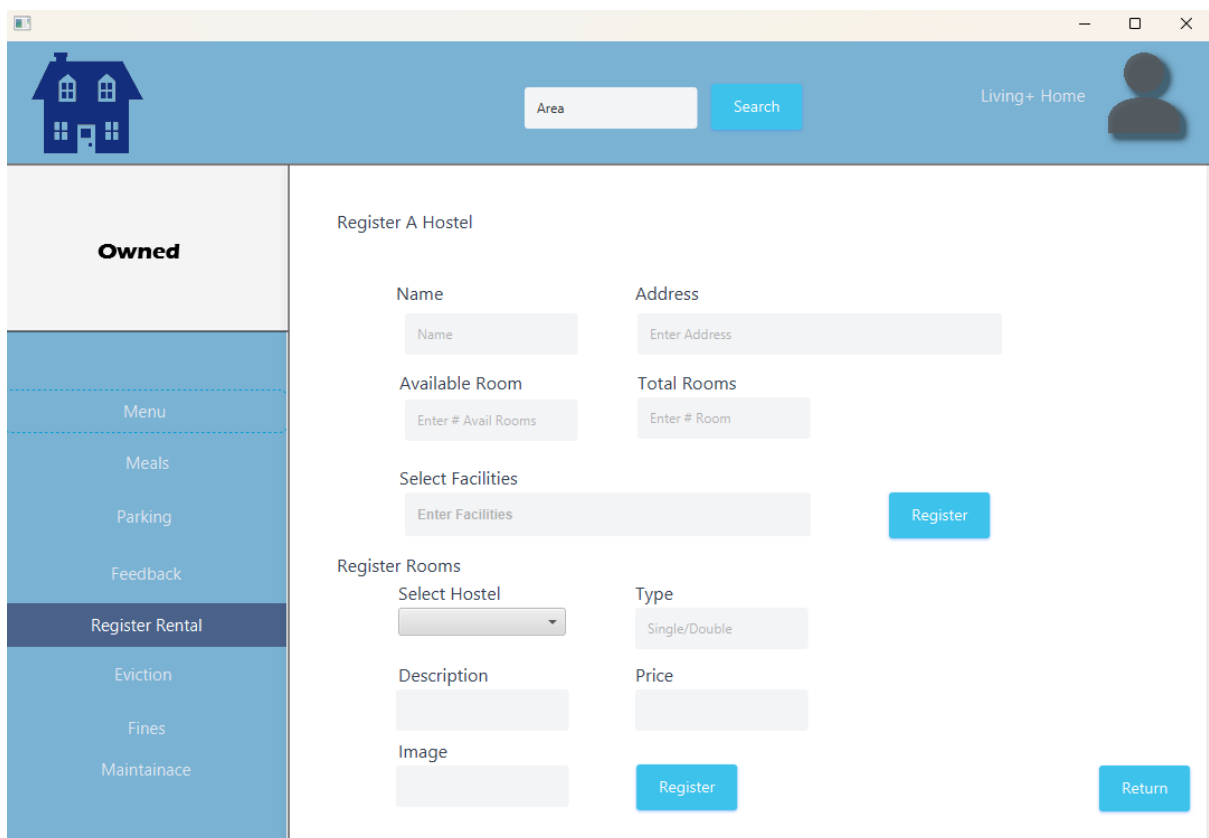 Area
Search
Living+ Home
Owned
Menu
Meals
Parking
Feedback
Register Rental
Eviction
Fines
Maintainace
Register A Hostel
Name
Address
Name
Enter Address
Available Room
Total Rooms
Enter # Avail Rooms
Enter # Room
Select Facilities
Enter Facilities
Register
Register Rooms
Select Hostel
Type
Single/Double
Description
Price
Image
Register
Return